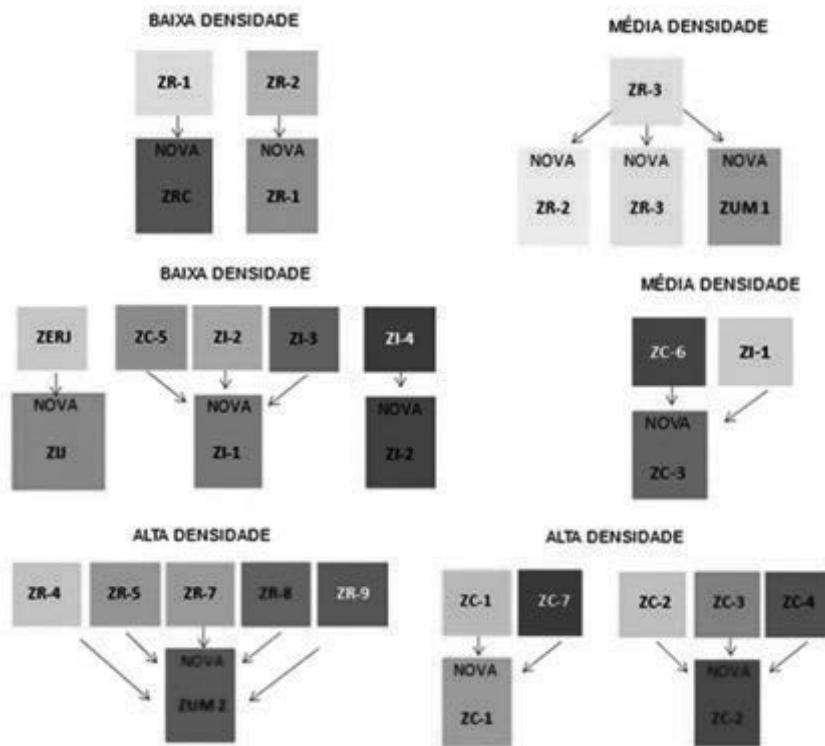 BAIXA DENSIDADE
ZR-1 ZR-2
NOVA NOVA
ZRC ZR-1
MÉDIA DENSIDADE
ZR-3
NOVA NOVA NOVA
ZR-2 ZR-3 ZUM 1
BAIXA DENSIDADE
ZERJ ZC-5 ZI-2 ZI-3 ZI-4
NOVA NOVA NOVA
ZIJ ZI-1 ZI-2
MÉDIA DENSIDADE
ZC-6 ZI-1
NOVA
ZC-3
ALTA DENSIDADE
ZR-4 ZR-5 ZR-7 ZR-8 ZR-9
NOVA
ZUM 2
ALTA DENSIDADE
ZC-1 ZC-7 ZC-2 ZC-3 ZC-4
NOVA NOVA
ZC-1 ZC-2